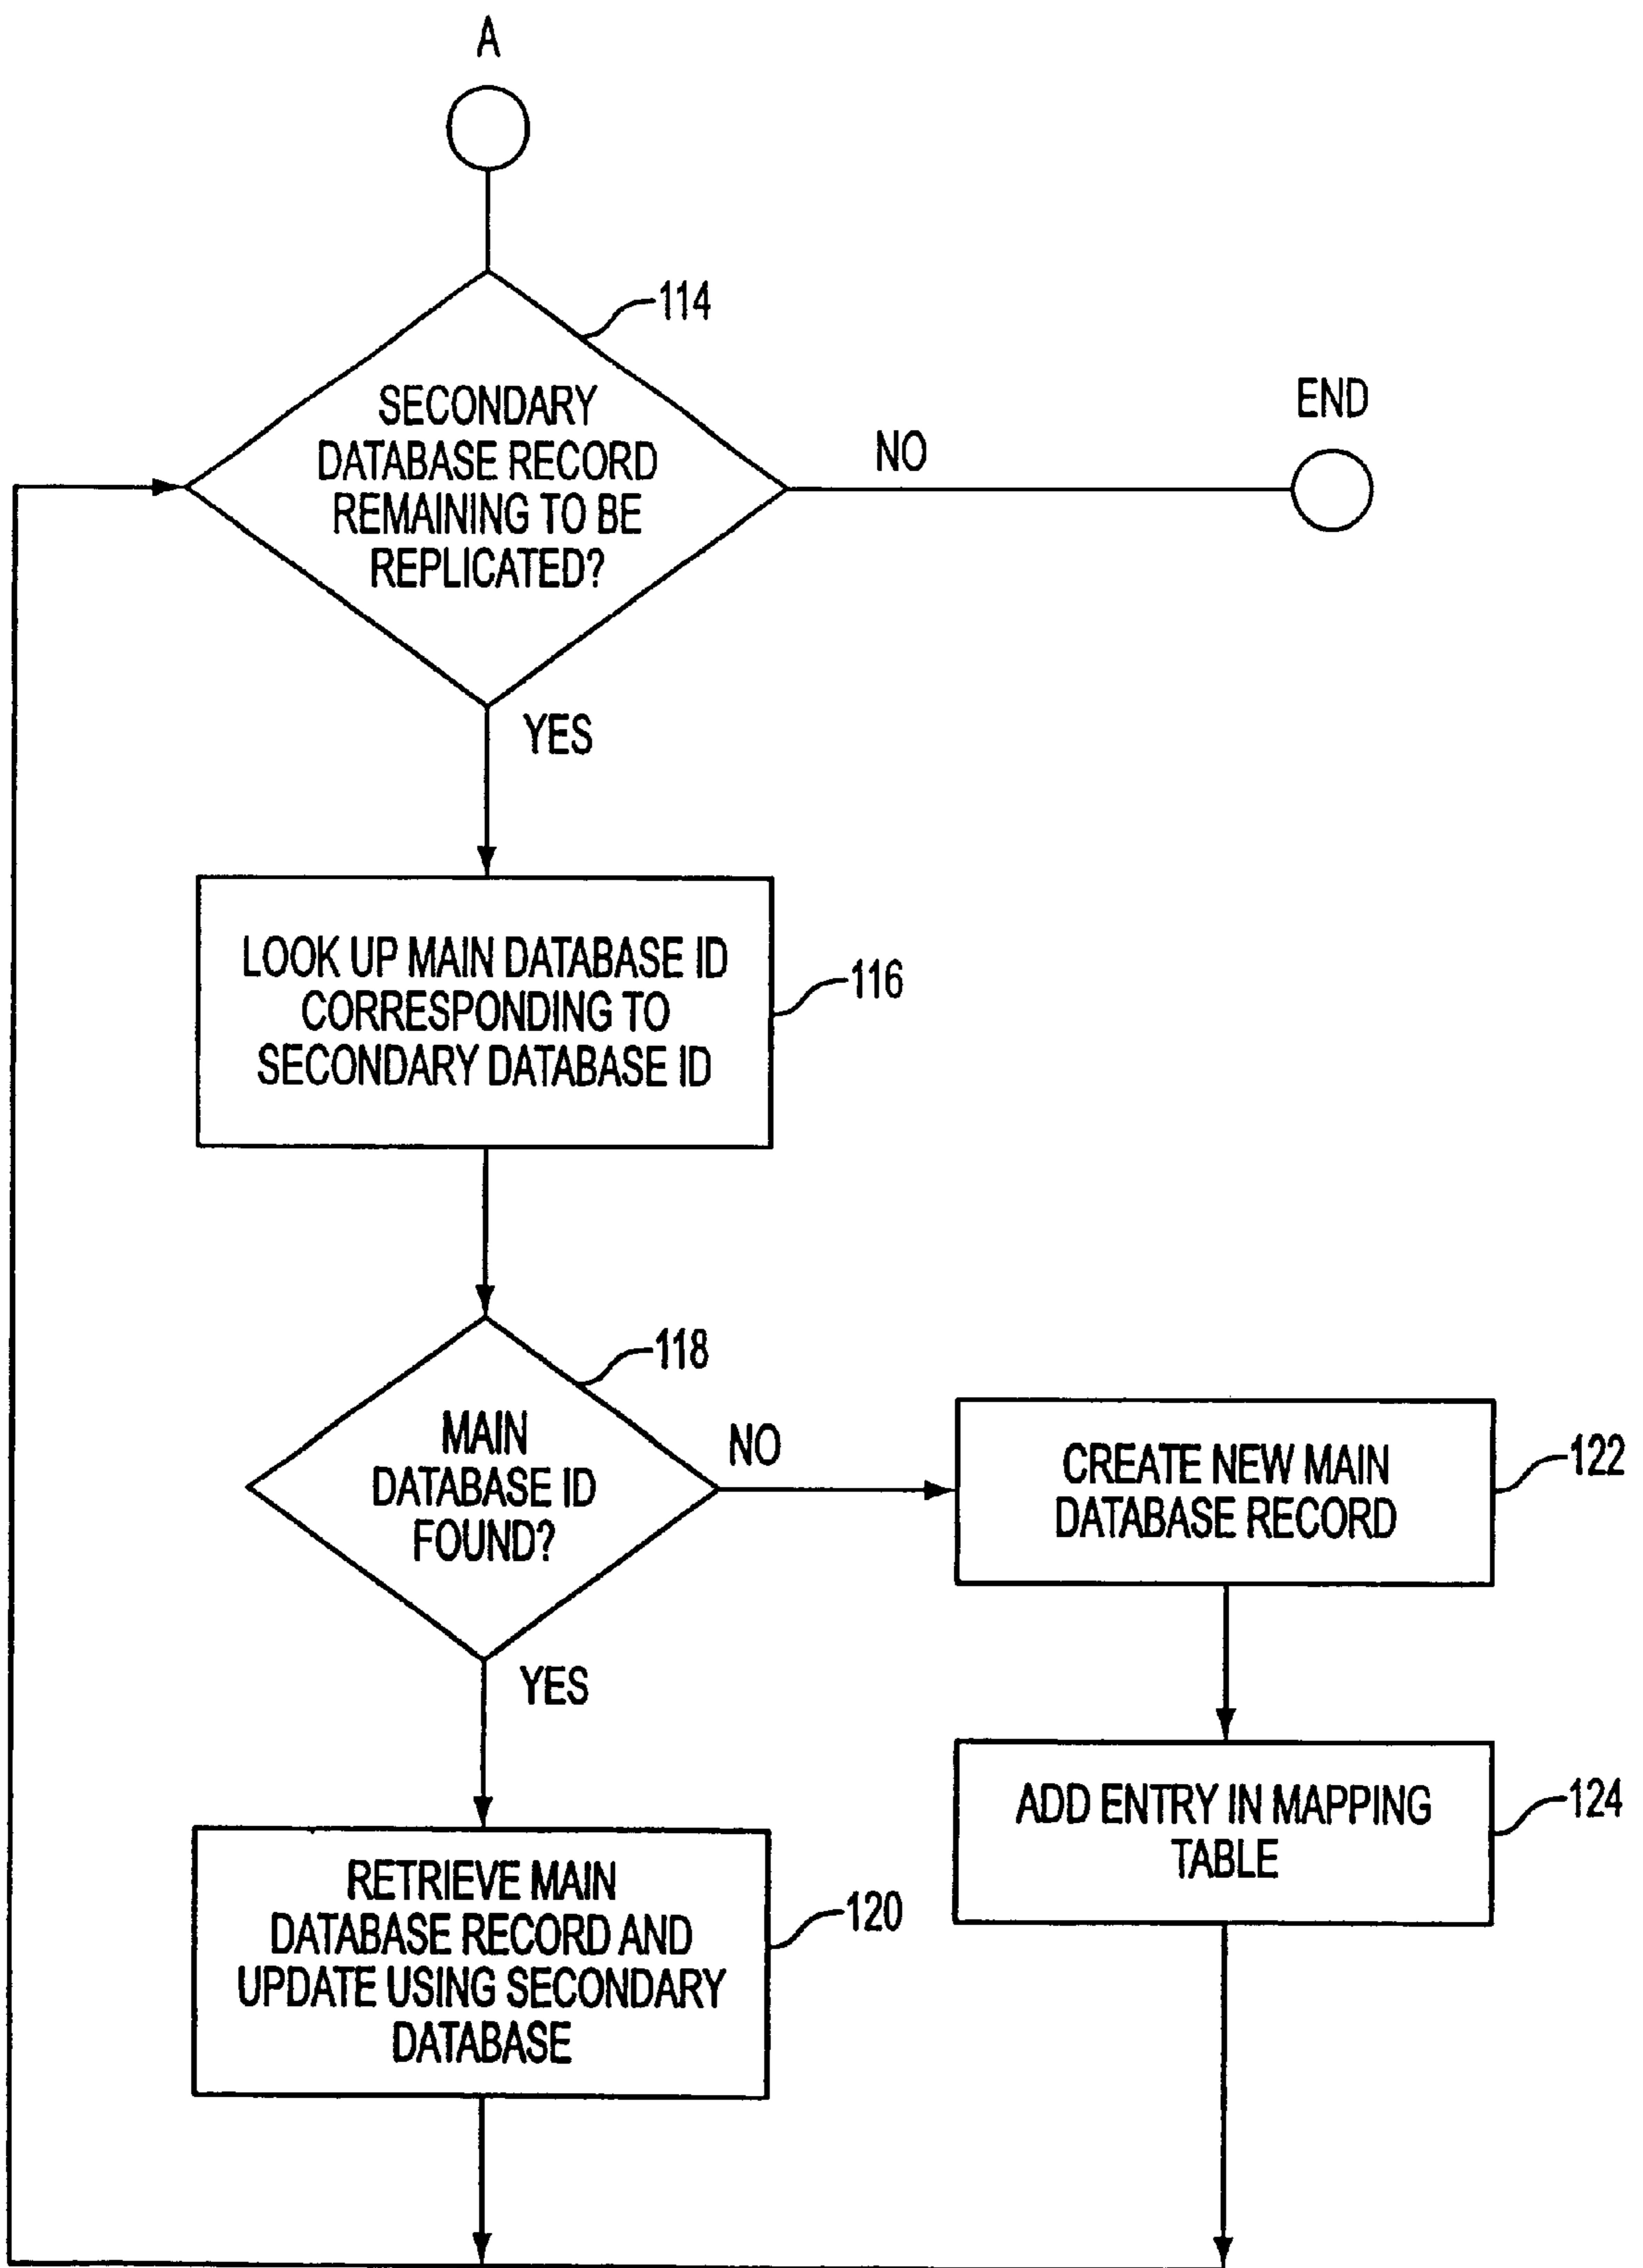 A
114
SECONDARY
DATABASE RECORD
REMAINING TO BE
REPLICATED?
NO
END
YES
LOOK UP MAIN DATABASE ID
CORRESPONDING TO
SECONDARY DATABASE ID
116
118
MAIN
DATABASE ID
FOUND?
NO
CREATE NEW MAIN
DATABASE RECORD
122
YES
ADD ENTRY IN MAPPING
TABLE
124
RETRIEVE MAIN
DATABASE RECORD AND
UPDATE USING SECONDARY
DATABASE
120